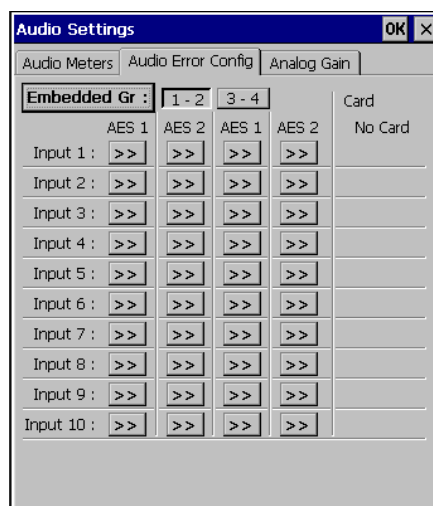 Audio Settings OK ×
Audio Meters Audio Error Config Analog Gain
Embedded Gr : 1 - 2 3 - 4 Card
AES 1 AES 2 AES 1 AES 2 No Card
Input 1 : >> >> >> >>
Input 2 : >> >> >> >>
Input 3 : >> >> >> >>
Input 4 : >> >> >> >>
Input 5 : >> >> >> >>
Input 6 : >> >> >> >>
Input 7 : >> >> >> >>
Input 8 : >> >> >> >>
Input 9 : >> >> >> >>
Input 10 : >> >> >> >>